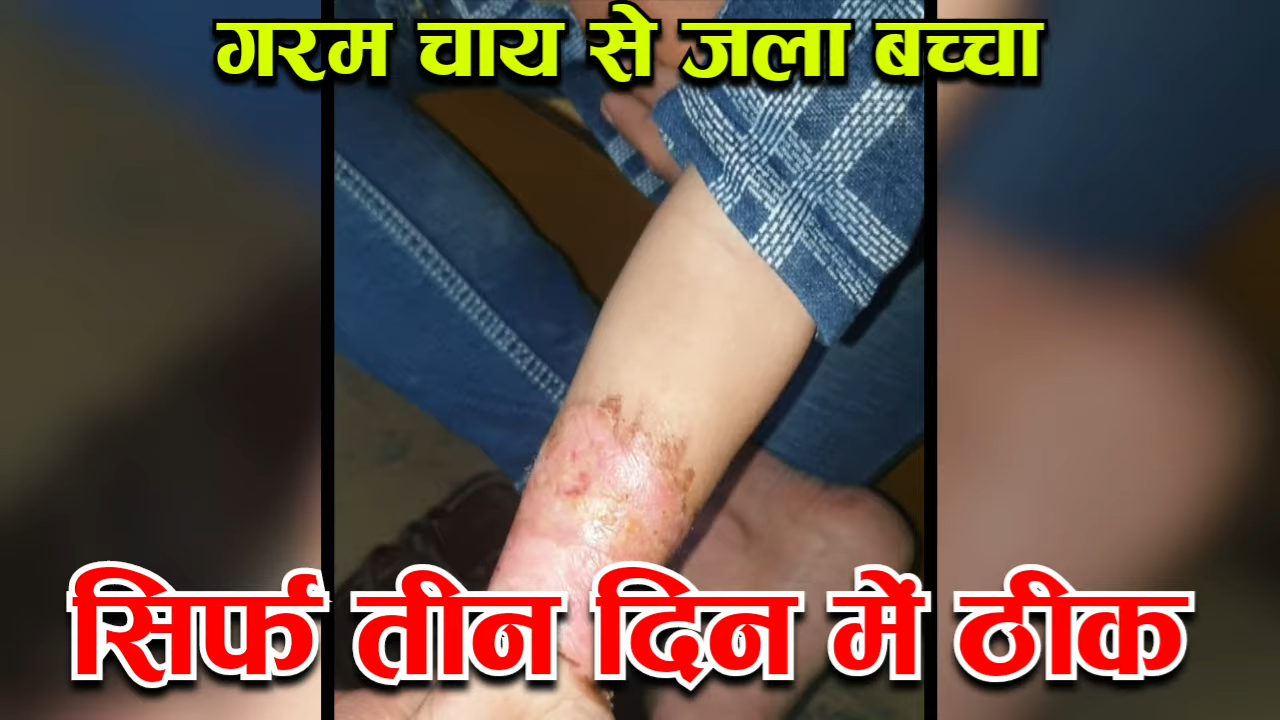 गरम चाय से जला बच्चा
सिर्फ तीन दिन में ठीक